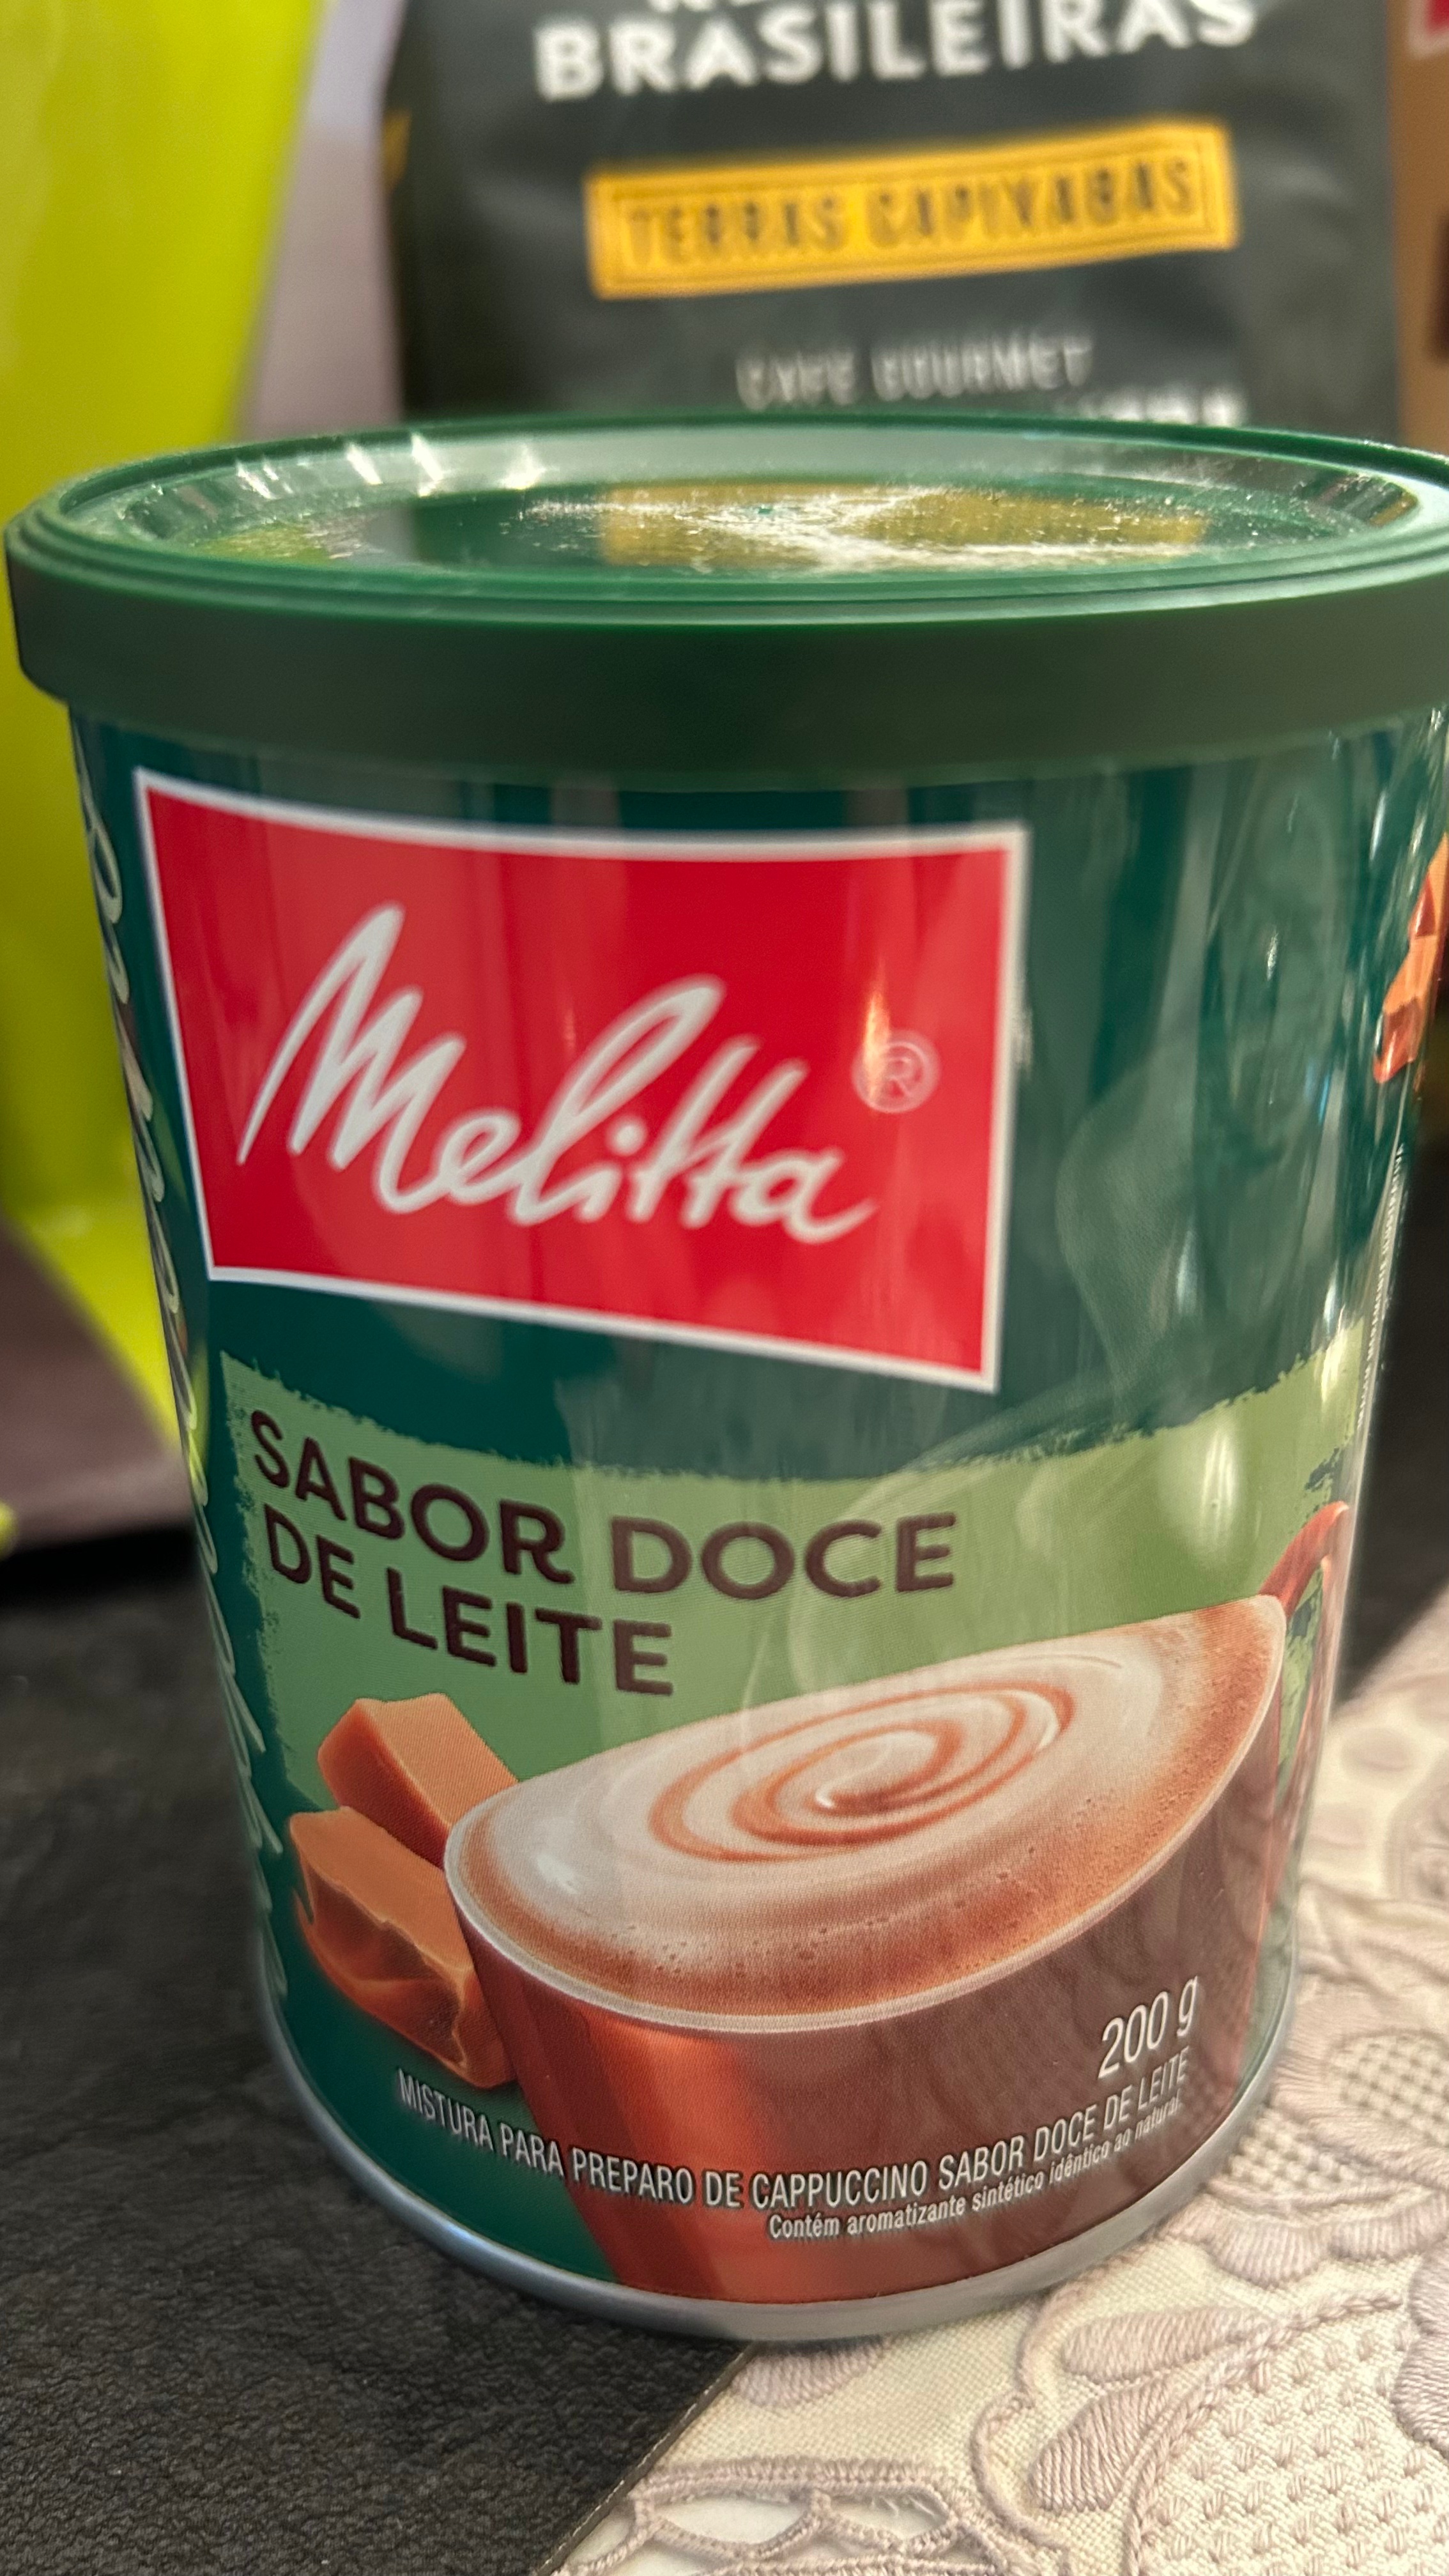 BRASILEIRAS
TERRAS CAPIXABAS
CAFÉ GOURMET
Melitta®
SABOR DOCE
DE LEITE
200 g
MISTURA PARA PREPARO DE CAPPUCCINO SABOR DOCE DE LEITE
Contém aromatizante sintético idêntico ao natural.